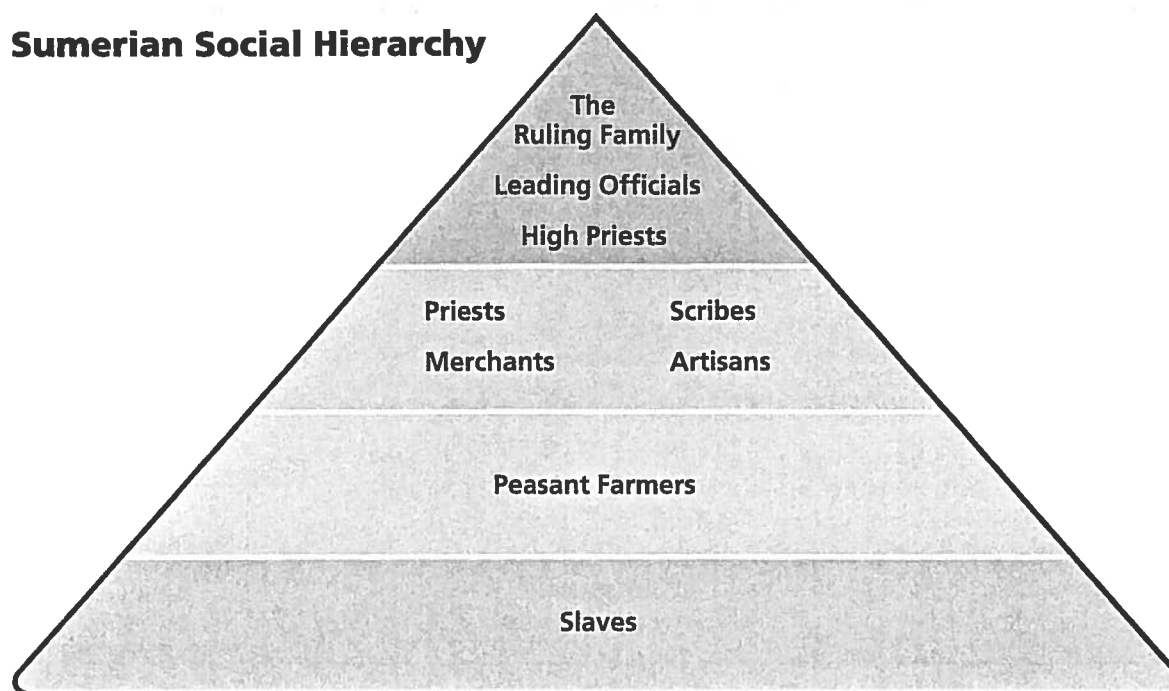 Sumerian Social Hierarchy
The
Ruling Family
Leading Officials
High Priests
Priests Scribes
Merchants Artisans
Peasant Farmers
Slaves